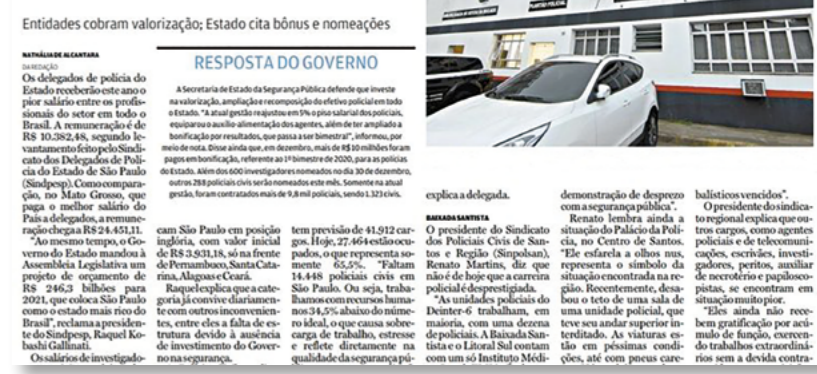 Entidades cobram valorização; Estado cita bônus e nomeações
NATHÁLIA DE ALCANTARA
DA REDAÇÃO
Os delegados de polícia do
Estado receberão este ano o
pior salário entre os profis-
sionais do setor em todo o
Brasil. A remuneração é de
R$ 10.382,48, segundo le-
vantamento feito pelo Sindi-
cato dos Delegados de Polí-
cia do Estado de São Paulo
(Sindpesp). Como compara-
ção, no Mato Grosso, que
paga o melhor salário do
País a delegados, a remune-
ração chega a R$ 24.451,11.
"Ao mesmo tempo, o Go-
verno do Estado mandou à
Assembleia Legislativa um
projeto de orçamento de
R$ 246,3 bilhões para
2021, que coloca São Paulo
como o estado mais rico do
Brasil", reclama a presiden-
te do Sindpesp, Raquel Ko-
bashi Gallinati.
Os salários de investigado-
RESPOSTA DO GOVERNO
A Secretaria de Estado da Segurança Pública defende que investe
na valorização, ampliação e recomposição do efetivo policial em todo
o Estado. "A atual gestão reajustou em 5% o piso salarial dos policiais,
equiparou o auxílio-alimentação dos agentes, além de ter ampliado a
bonificação por resultados, que passa a ser bimestral", informou, por
meio de nota. Disse ainda que, em dezembro, mais de R$ 10 milhões foram
pagos em bonificação, referente ao 1º bimestre de 2020, para as polícias
do Estado. Além dos 600 investigadores nomeados no dia 30 de dezembro,
outros 288 policiais civis serão nomeados este mês. Somente na atual
gestão, foram contratados mais de 9,8 mil policiais, sendo 1.323 civis.
cam São Paulo em posição
inglória, com valor inicial
de R$ 3.931,18, só na frente
de Pernambuco, Santa Cata-
rina, Alagoas e Ceará.
Raquel explica que a cate-
goria já convive diariamen-
te com outros inconvenien-
tes, entre eles a falta de es-
trutura devido à ausência
de investimento do Gover-
no na segurança.
tem previsão de 41.912 car-
gos. Hoje, 27.464 estão ocu-
pados, o que representa so-
mente 65,5%. "Faltam
14.448 policiais civis em
São Paulo. Ou seja, traba-
lhamos com recursos huma-
nos 34,5% abaixo do núme-
ro ideal, o que causa sobre-
carga de trabalho, estresse
e reflete diretamente na
qualidade da segurança pú-
PLANTÃO POLICIAL
explica a delegada.
BAIXADA SANTISTA
O presidente do Sindicato
dos Policiais Civis de San-
tos e Região (Sinpolsan),
Renato Martins, diz que
não é de hoje que a carreira
policial é desprestigiada.
"As unidades policiais do
Deinter-6 trabalham, em
maioria, com uma dezena
de policiais. A Baixada San-
tista e o Litoral Sul contam
com um só Instituto Médi-
demonstração de desprezo
com a segurança pública".
Renato lembra ainda a
situação do Palácio da Polí-
cia, no Centro de Santos.
"Ele esfarela a olhos nus,
representa o símbolo da
situação encontrada na re-
gião. Recentemente, desa-
bou o teto de uma sala de
uma unidade policial, que
teve seu andar superior in-
terditado. As viaturas es-
tão em péssimas condi-
ções, até com pneus care-
balísticos vencidos".
O presidente do sindica-
to regional explica que ou-
tros cargos, como agentes
policiais e de telecomuni-
cações, escrivães, investi-
gadores, peritos, auxiliar
de necrotério e papilosco-
pistas, se encontram em
situação muito pior.
"Eles ainda não rece-
bem gratificação por acú-
mulo de função, exercen-
do trabalhos extraordiná-
rios sem a devida contra-